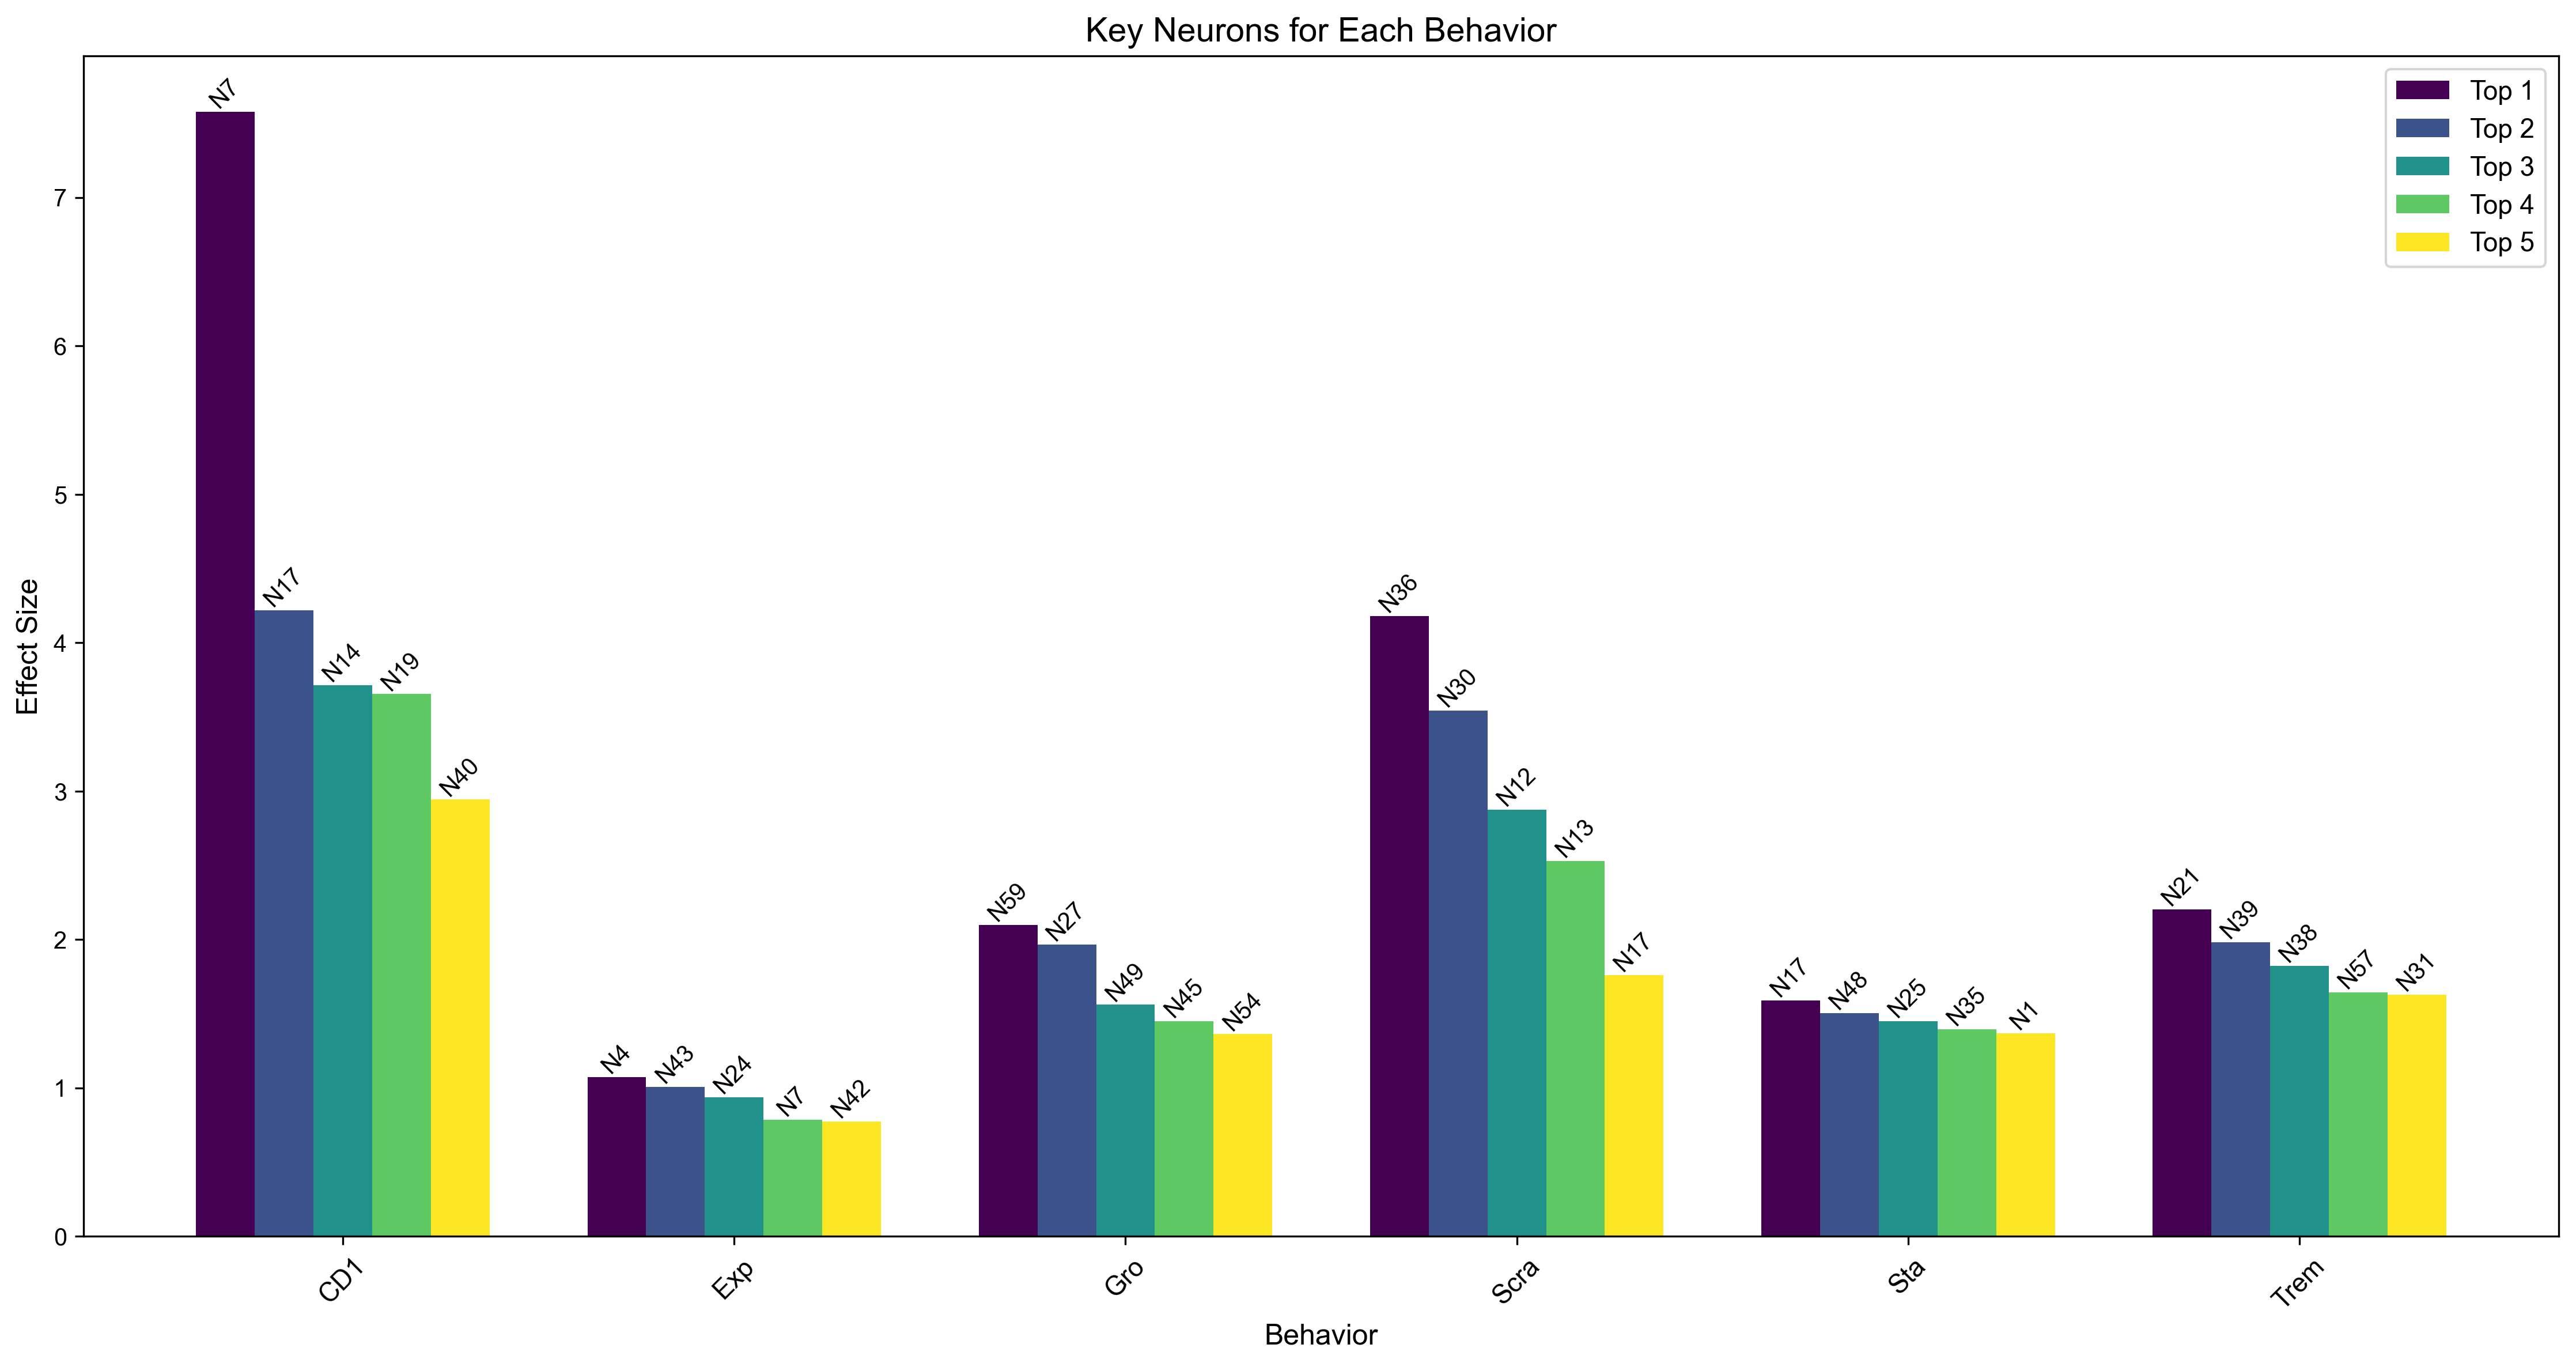 Key Neurons for Each Behavior
Top 1
Top 2
Top 3
Top 4
Top 5
Effect Size
7
6
5
4
3
2
1
0
N7
N17
N14
N19
N40
N4
N43
N24
N7
N42
N59
N27
N49
N45
N54
N36
N30
N12
N13
N17
N17
N48
N25
N35
N1
N21
N39
N38
N57
N31
CD1
Exp
Gro
Scra
Sta
Trem
Behavior